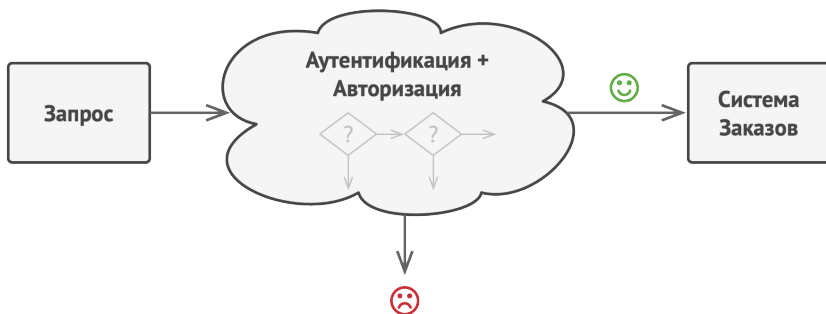 Запрос
Аутентификация +
Авторизация
? ?
Система
Заказов